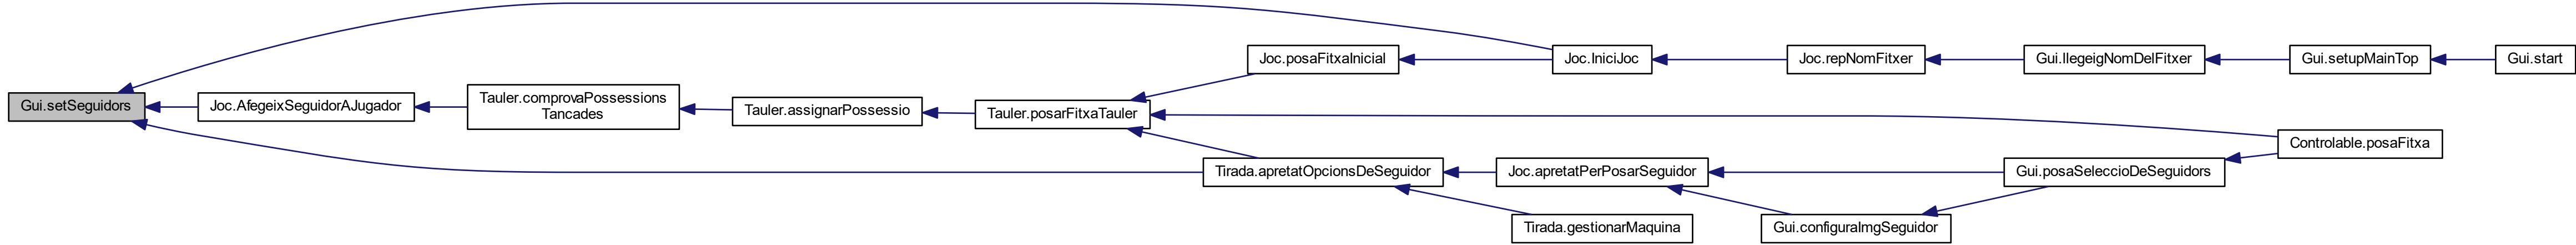 Gui.setSeguidors
Joc.AfegeixSeguidorAJugador
Tauler.comprovaPossessions
Tancades
Tauler.assignarPossessio
Tauler.posarFitxaTauler
Joc.posaFitxaInicial
Joc.IniciJoc
Joc.repNomFitxer
Gui.llegeigNomDelFitxer
Gui.setupMainTop
Gui.start
Controlable.posaFitxa
Tirada.apretatOpcionsDeSeguidor
Joc.apretatPerPosarSeguidor
Gui.posaSeleccioDeSeguidors
Tirada.gestionarMaquina
Gui.configuraImgSeguidor